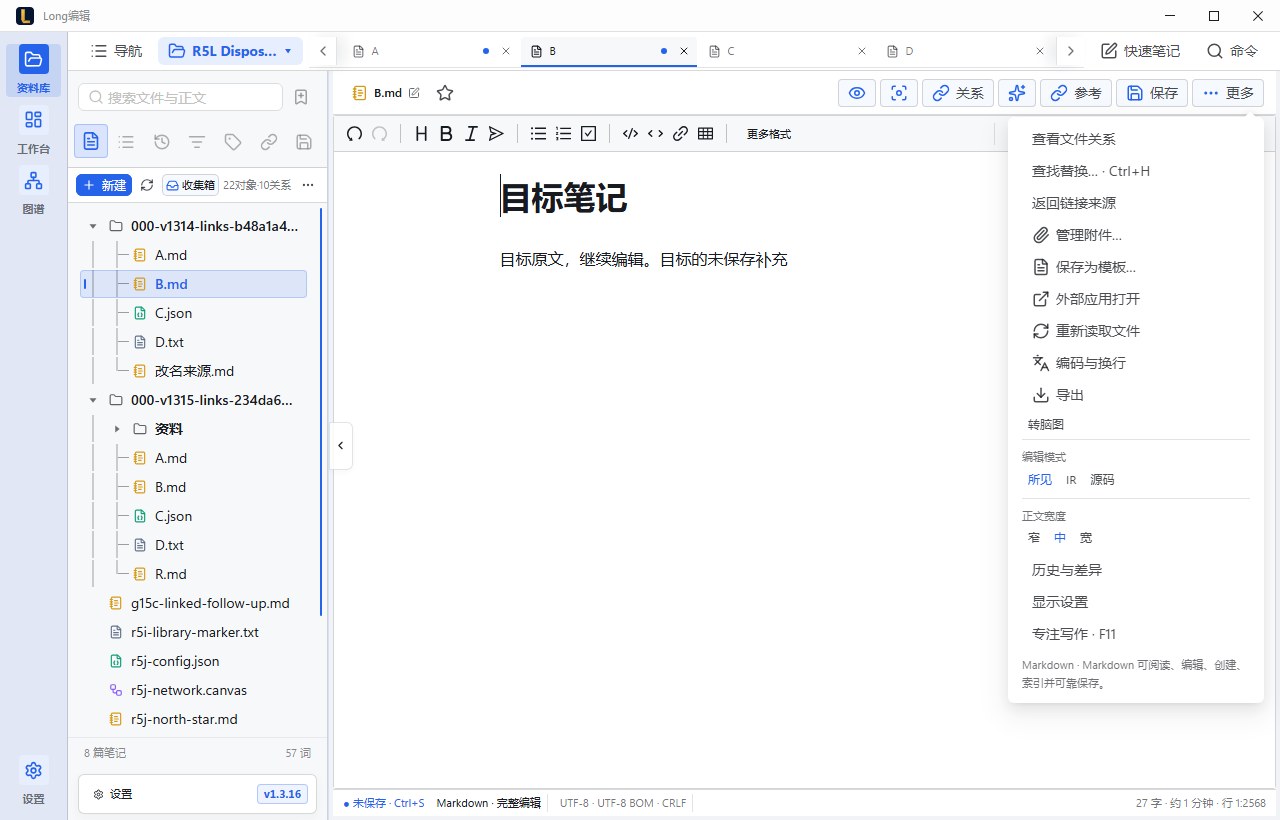 Long编辑
导航
R5L Dispos...
A
B
C
D
快速笔记
命令
资料库
工作台
图谱
设置
搜索文件与正文
新建
收集箱
22对象·10关系
000-v1314-links-b48a1a4...
A.md
B.md
C.json
D.txt
改名来源.md
000-v1315-links-234da6...
资料
A.md
B.md
C.json
D.txt
R.md
g15c-linked-follow-up.md
r5i-library-marker.txt
r5j-config.json
r5j-network.canvas
r5j-north-star.md
8 篇笔记
57 词
设置
v1.3.16
B.md
关系
参考
保存
更多
更多格式
目标笔记
目标原文，继续编辑。目标的未保存补充
查看文件关系
查找替换... · Ctrl+H
返回链接来源
管理附件...
保存为模板...
外部应用打开
重新读取文件
编码与换行
导出
转脑图
编辑模式
所见 IR 源码
正文宽度
窄 中 宽
历史与差异
显示设置
专注写作 · F11
Markdown · Markdown 可阅读、编辑、创建、
索引并可靠保存。
未保存 · Ctrl+S
Markdown · 完整编辑
UTF-8 · UTF-8 BOM · CRLF
27 字 · 约 1 分钟 · 行 1:2568